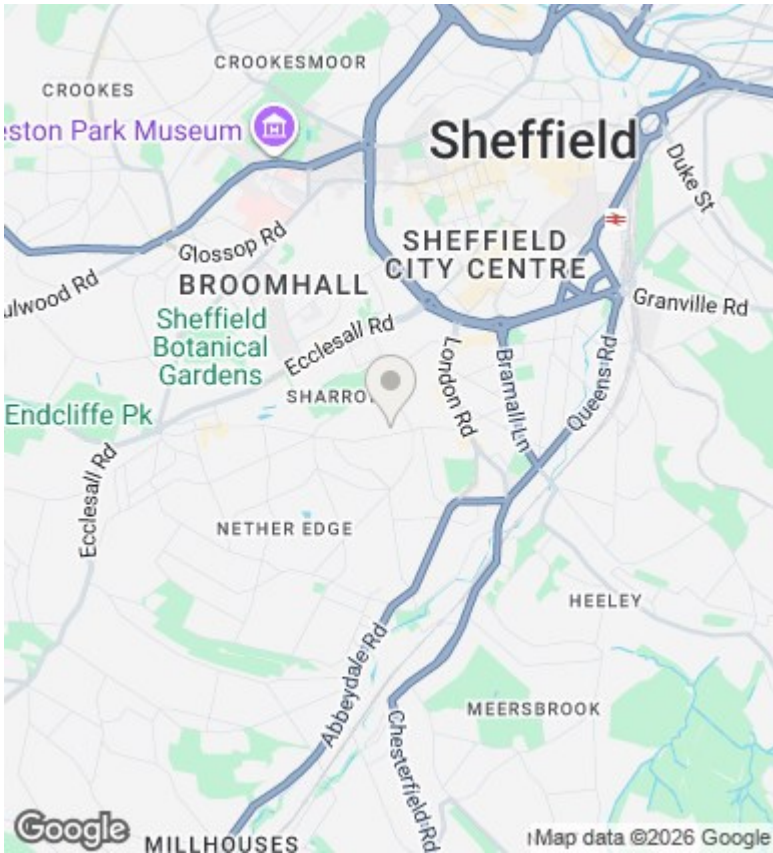 CROOKESMOOR
CROOKES
eston Park Museum
Sheffield
Duke St
Glossop Rd
SHEFFIELD
CITY CENTRE
ulwood Rd
BROOMHALL
Granville Rd
Sheffield
Botanical
Gardens
Ecclesall Rd
London Rd
Bramall Ln
Queens Rd
SHARRO
Endcliffe Pk
Ecclesall Rd
NETHER EDGE
HEELEY
Abbeydale Rd
MEERSBROOK
Chesterfield Rd
Google
MILLHOUSES
Map data ©2026 Google